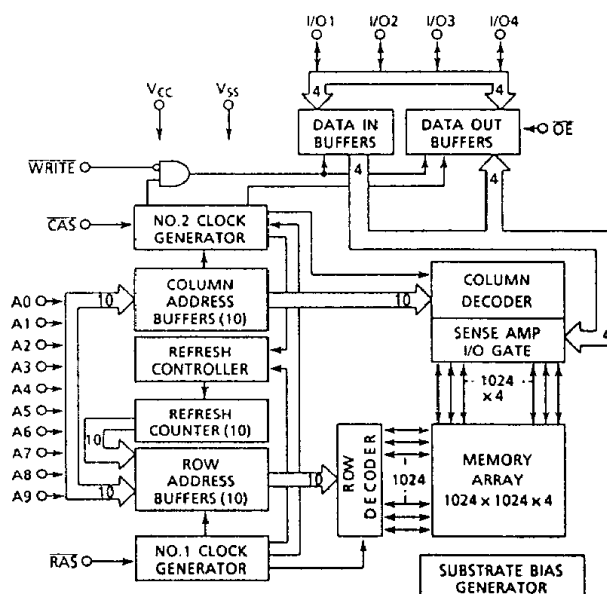 I/O1 I/O2 I/O3 I/O4
VCC VSS
4 4
DATA IN
BUFFERS
DATA OUT
BUFFERS
OE
WRITE
4 4
CAS
NO.2 CLOCK
GENERATOR
A0
A1
A2
A3
A4
A5
A6
A7
A8
A9
10
COLUMN
ADDRESS
BUFFERS (10)
10
COLUMN
DECODER
SENSE AMP
I/O GATE
4
REFRESH
CONTROLLER
1024
×4
REFRESH
COUNTER (10)
10
10
ROW
ADDRESS
BUFFERS (10)
10
ROW
DECODER
1024
MEMORY
ARRAY
1024 x 1024 x 4
RAS
NO.1 CLOCK
GENERATOR
SUBSTRATE BIAS
GENERATOR